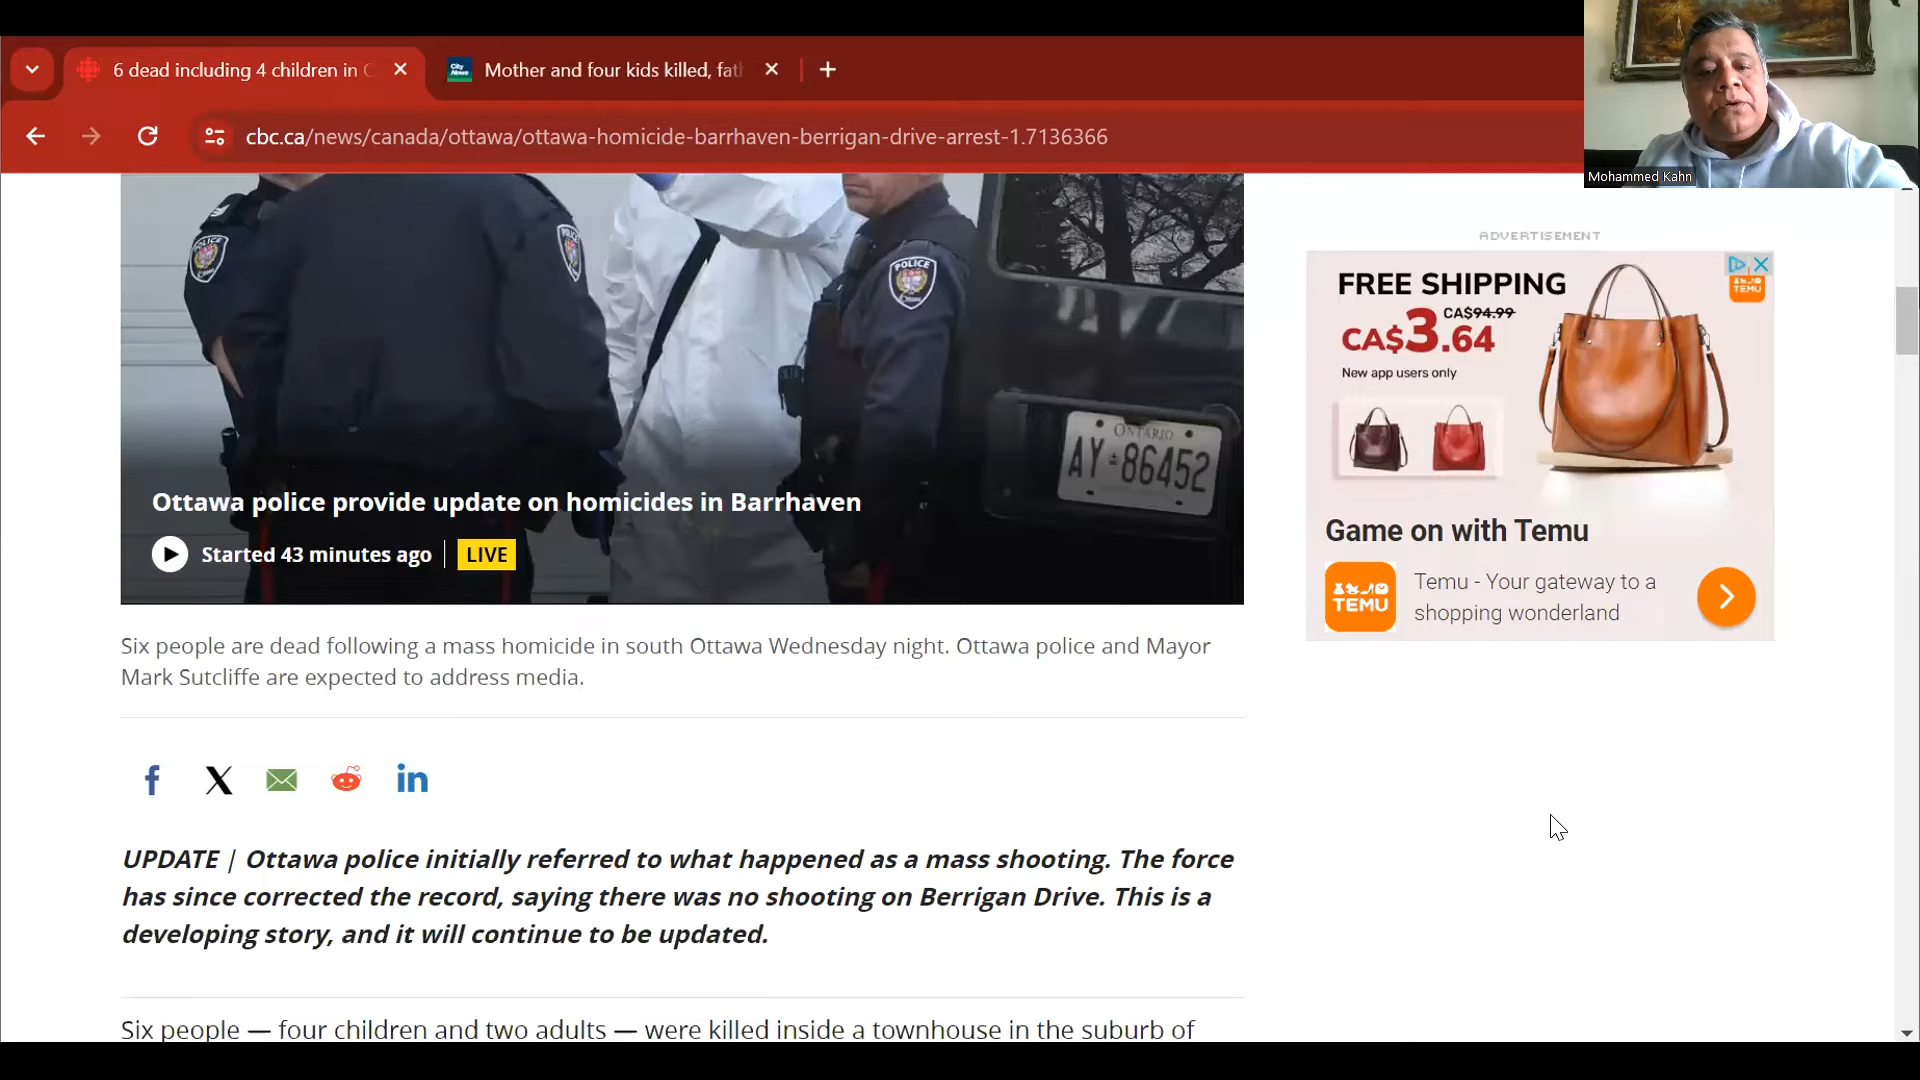 6 dead including 4 children in
Mother and four kids killed, fat
cbc.ca/news/canada/ottawa/ottawa-homicide-barrhaven-berrigan-drive-arrest-1.7136366
Mohammed Kahn
POLICE
POLICE
POLICE
ONTARIO
AY 86452
Ottawa police provide update on homicides in Barrhaven
Started 43 minutes ago
LIVE
Six people are dead following a mass homicide in south Ottawa Wednesday night. Ottawa police and Mayor
Mark Sutcliffe are expected to address media.
UPDATE | Ottawa police initially referred to what happened as a mass shooting. The force
has since corrected the record, saying there was no shooting on Berrigan Drive. This is a
developing story, and it will continue to be updated.
Six people — four children and two adults — were killed inside a townhouse in the suburb of
ADVERTISEMENT
FREE SHIPPING
CA$94.99
CA$3.64
New app users only
TEMU
Game on with Temu
TEMU
Temu - Your gateway to a
shopping wonderland